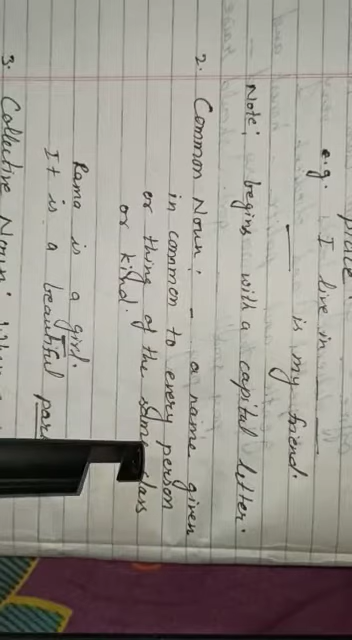 place
e.g. I live in
is my friend.
Note: begins with a capital letter.
2. Common Noun: - a name given
in common to every person
or thing of the same class
or kind.
Rama is a girl.
It is a beautiful par
3. Collective Noun: